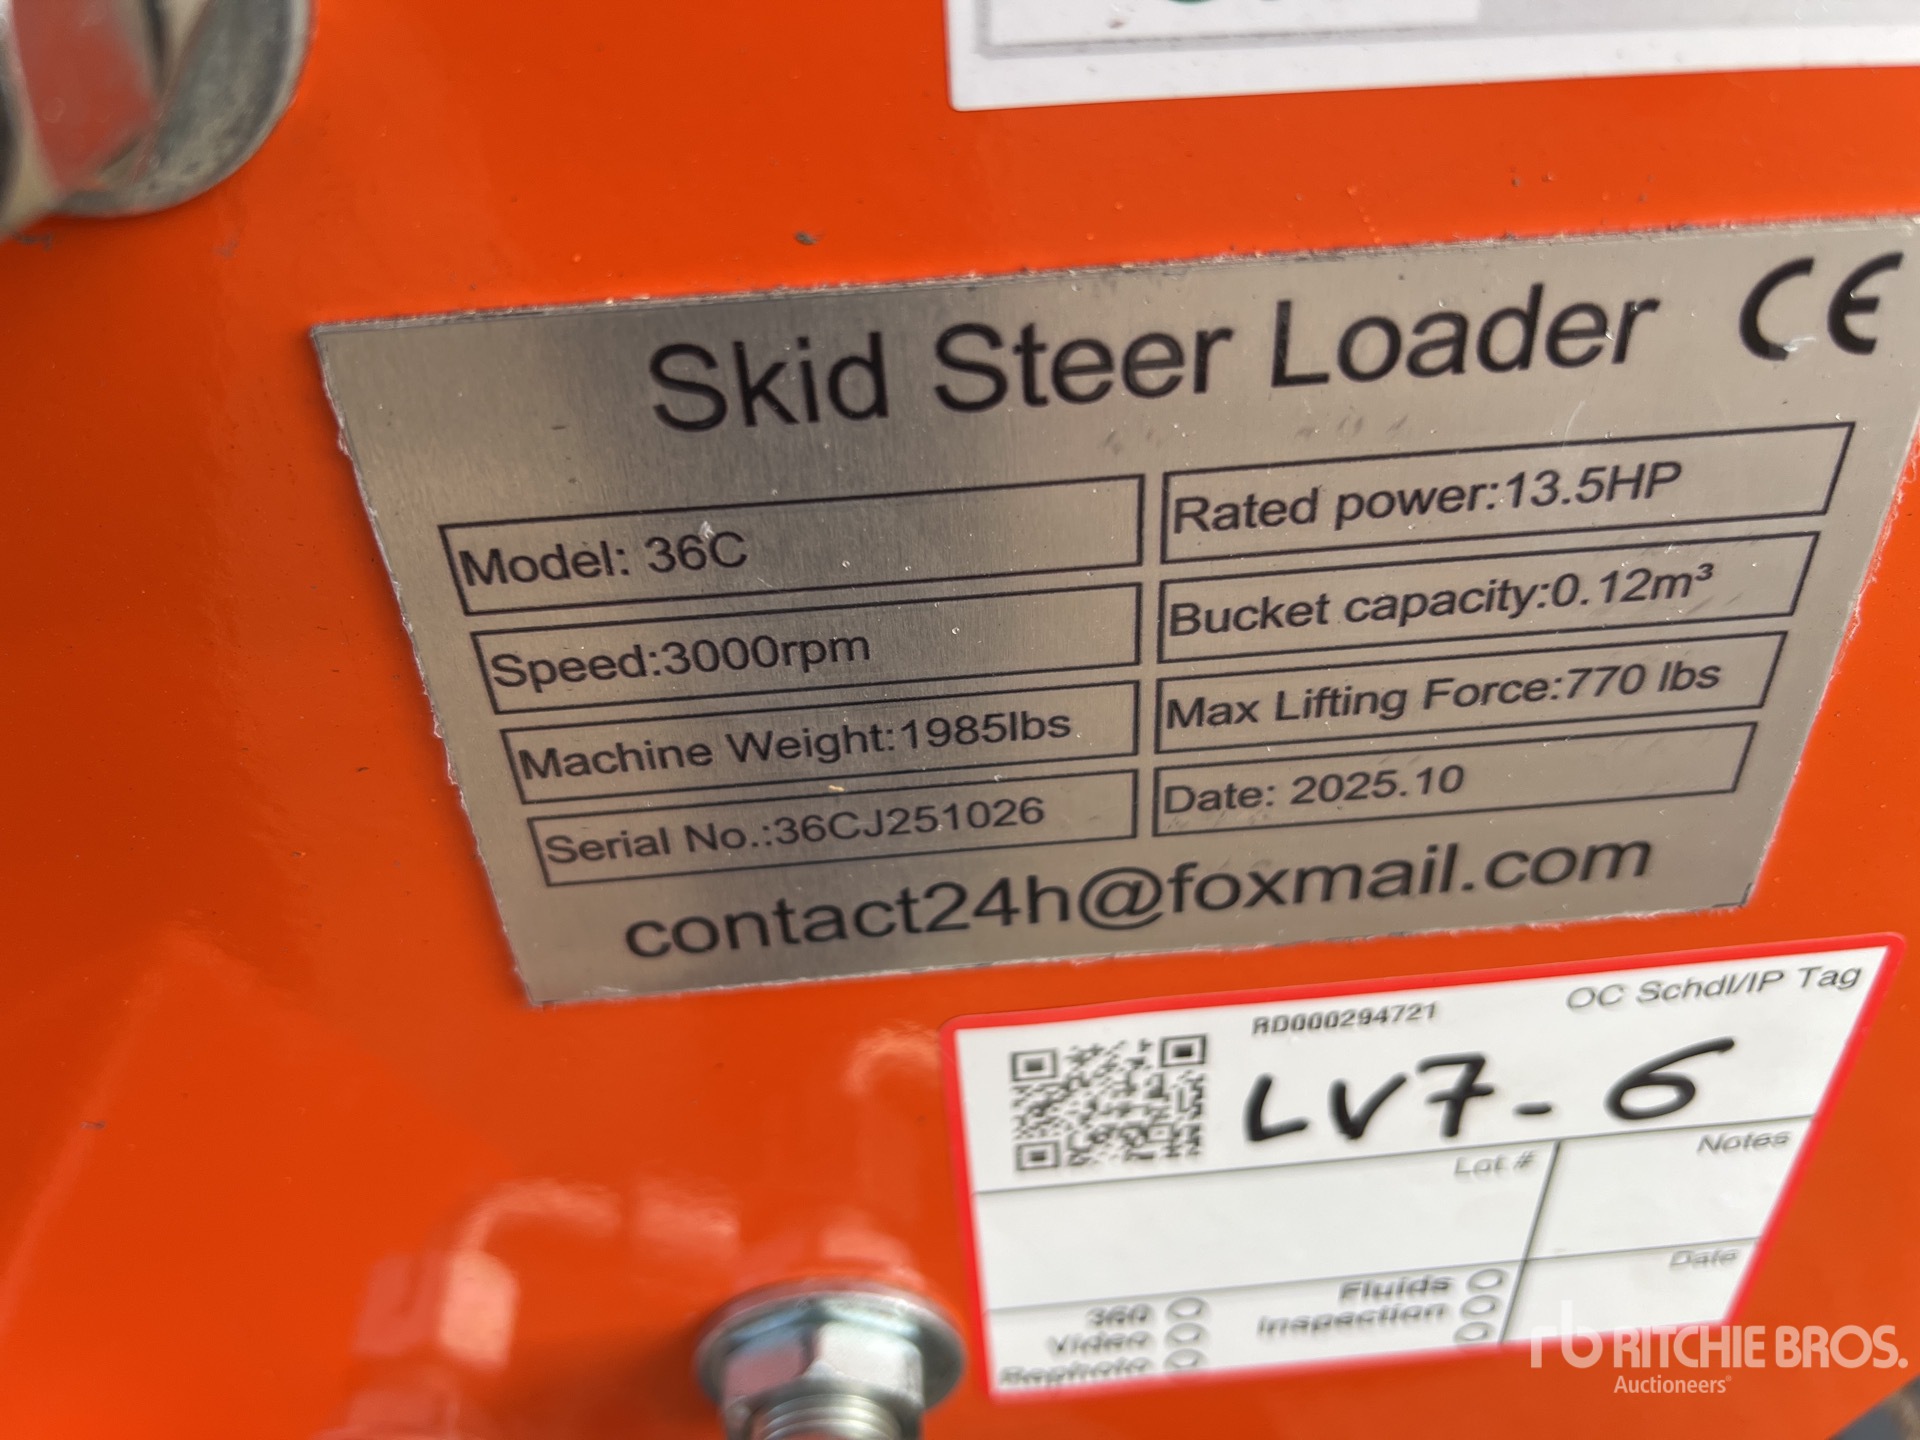 Skid Steer Loader CE
Model: 36C
Rated power:13.5HP
Speed:3000rpm
Bucket capacity:0.12m³
Machine Weight:1985lbs
Max Lifting Force:770 lbs
Serial No.:36CJ251026
Date: 2025.10
contact24h@foxmail.com
OC Schdl/IP Tag
RD000294721
LV7-6
Lot #
Notes
Date
360
Fluids
Video
Inspection
Rephoto
rb RITCHIE BROS.
Auctioneers